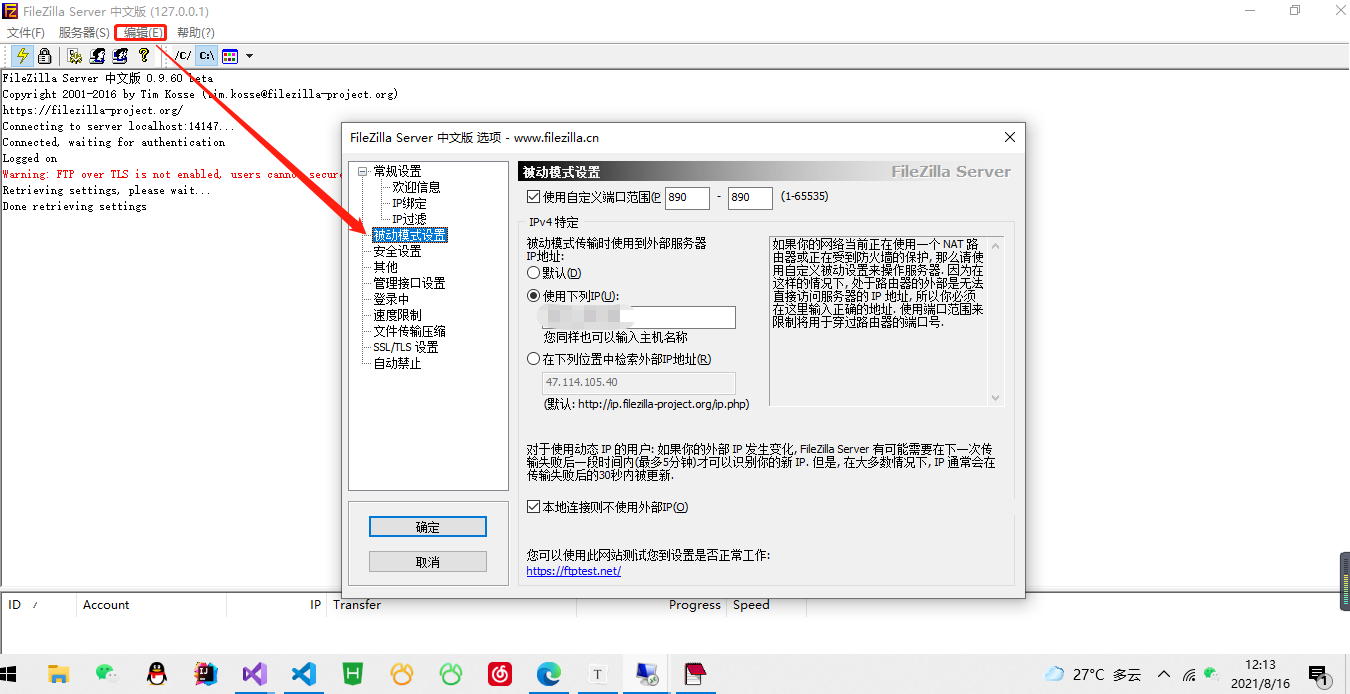 FileZilla Server 中文版 (127.0.0.1)
文件(F) 服务器(S) 编辑(E) 帮助(?)
/C/ C:\
FileZilla Server 中文版 0.9.60 beta
Copyright 2001-2016 by Tim Kosse (tim.kosse@filezilla-project.org)
https://filezilla-project.org/
Connecting to server localhost:14147...
Connected, waiting for authentication
Logged on
Warning: FTP over TLS is not enabled, users cannot secure
Retrieving settings, please wait...
Done retrieving settings
FileZilla Server 中文版 选项 - www.filezilla.cn
常规设置
欢迎信息
IP绑定
IP过滤
被动模式设置
安全设置
其他
管理接口设置
登录中
速度限制
文件传输压缩
SSL/TLS 设置
自动禁止
确定
取消
被动模式设置 FileZilla Server
使用自定义端口范围(P 890 - 890 (1-65535)
IPv4 特定
被动模式传输时使用到外部服务器
IP地址:
默认(D)
使用下列IP(U):
您同样也可以输入主机名称
在下列位置中检索外部IP地址(R)
47.114.105.40
(默认: http://ip.filezilla-project.org/ip.php)
如果你的网络当前正在使用一个 NAT 路
由器或正在受到防火墙的保护, 那么请使
用自定义被动设置来操作服务器. 因为在
这样的情况下, 处于路由器的外部是无法
直接访问服务器的 IP 地址, 所以你必须
在这里输入正确的地址. 使用端口范围来
限制将用于穿过路由器的端口号.
对于使用动态 IP 的用户: 如果你的外部 IP 发生变化, FileZilla Server 有可能需要在下一次传
输失败后一段时间内(最多5分钟)才可以识别你的新 IP. 但是, 在大多数情况下, IP 通常会在
传输失败后的30秒内被更新.
本地连接则不使用外部IP(O)
您可以使用此网站测试您到设置是否正常工作:
https://ftptest.net/
ID / Account IP Transfer Progress Speed
27°C 多云
12:13
2021/8/16
1